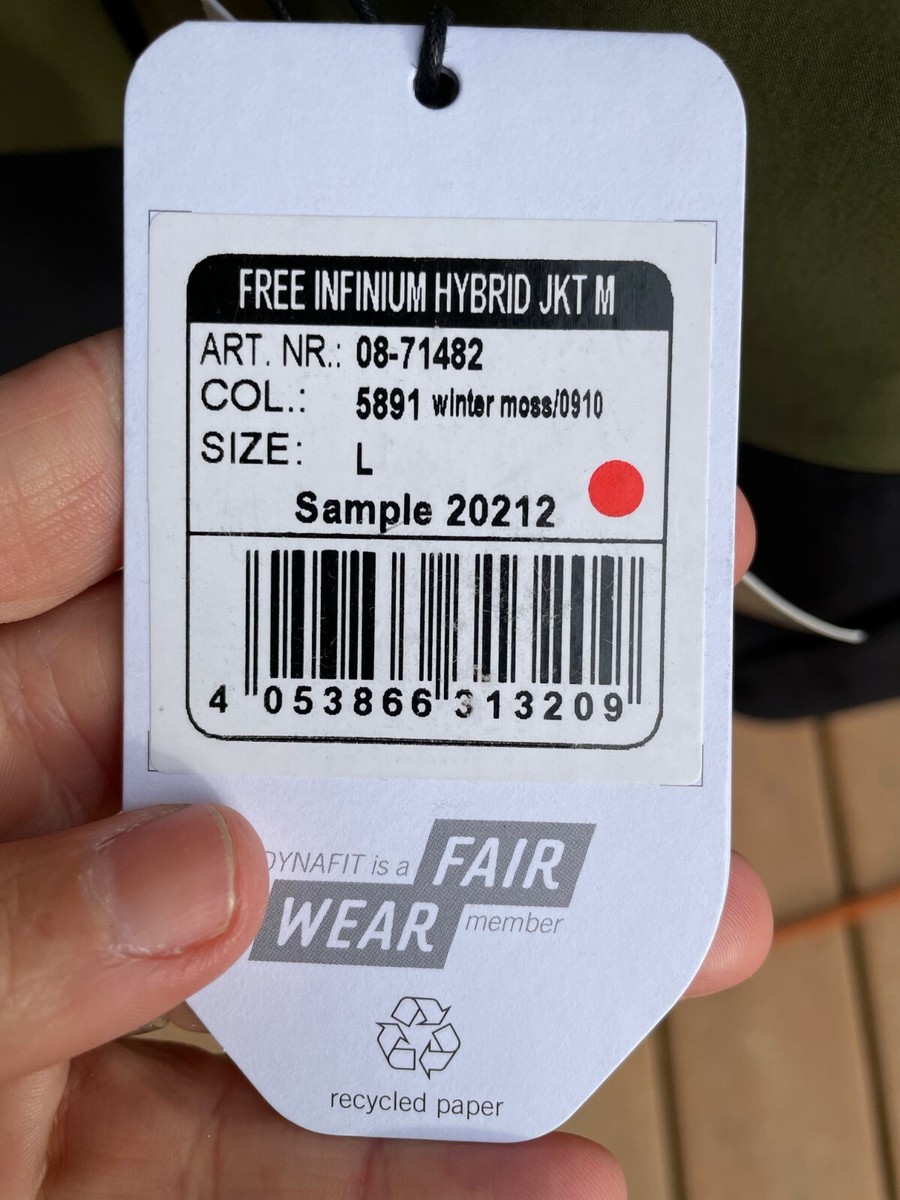 FREE INFINIUM HYBRID JKT M
ART. NR.: 08-71482
COL.: 5891 winter moss/0910
SIZE: L
Sample 20212
4 053866 313209
DYNAFIT is a FAIR
WEAR member
recycled paper